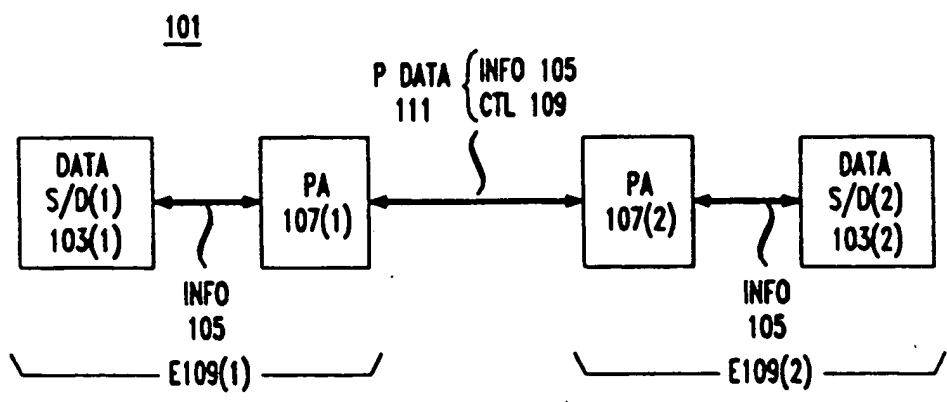 101
P DATA
111
INFO 105
CTL 109
DATA
S/D(1)
103(1)
PA
107(1)
PA
107(2)
DATA
S/D(2)
103(2)
INFO
105
INFO
105
E109(1)
E109(2)